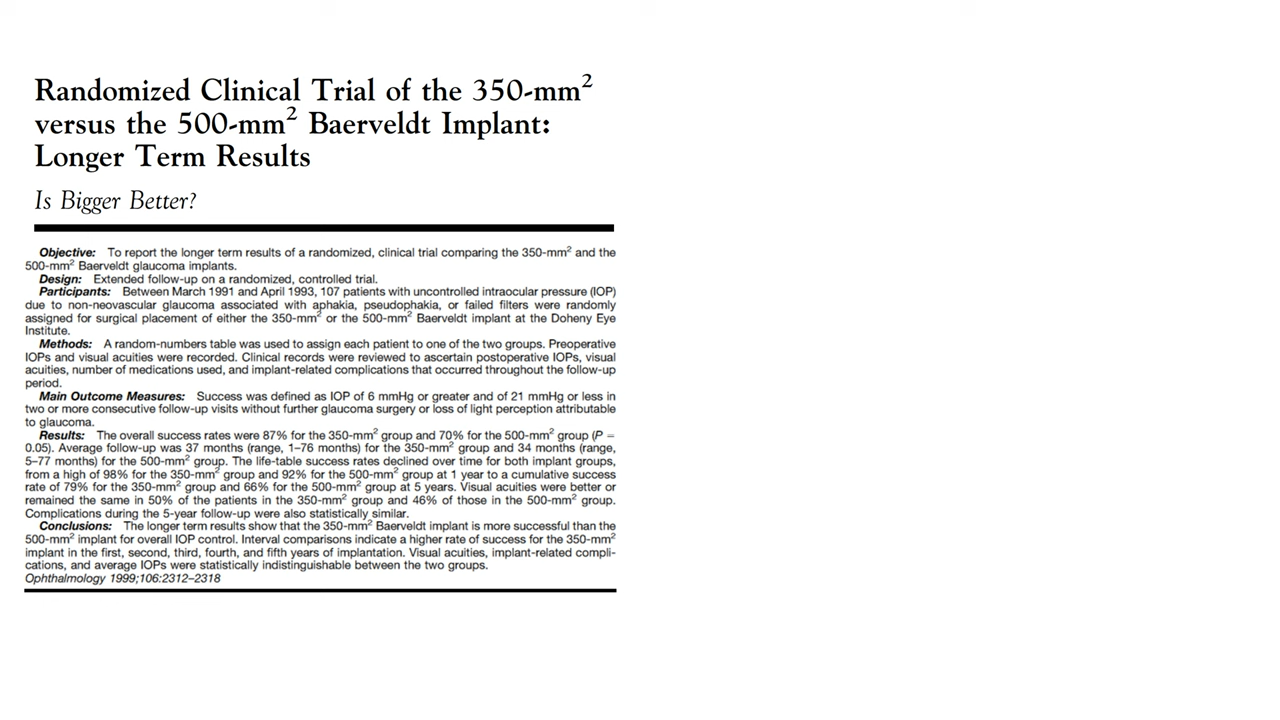 Randomized Clinical Trial of the 350-mm²
versus the 500-mm² Baerveldt Implant:
Longer Term Results
Is Bigger Better?
Objective: To report the longer term results of a randomized, clinical trial comparing the 350-mm² and the
500-mm² Baerveldt glaucoma implants.
Design: Extended follow-up on a randomized, controlled trial.
Participants: Between March 1991 and April 1993, 107 patients with uncontrolled intraocular pressure (IOP)
due to non-neovascular glaucoma associated with aphakia, pseudophakia, or failed filters were randomly
assigned for surgical placement of either the 350-mm² or the 500-mm² Baerveldt implant at the Doheny Eye
Institute.
Methods: A random-numbers table was used to assign each patient to one of the two groups. Preoperative
IOPs and visual acuities were recorded. Clinical records were reviewed to ascertain postoperative IOPs, visual
acuities, number of medications used, and implant-related complications that occurred throughout the follow-up
period.
Main Outcome Measures: Success was defined as IOP of 6 mmHg or greater and of 21 mmHg or less in
two or more consecutive follow-up visits without further glaucoma surgery or loss of light perception attributable
to glaucoma.
Results: The overall success rates were 87% for the 350-mm² group and 70% for the 500-mm² group (P =
0.05). Average follow-up was 37 months (range, 1–76 months) for the 350-mm² group and 34 months (range,
5–77 months) for the 500-mm² group. The life-table success rates declined over time for both implant groups,
from a high of 98% for the 350-mm² group and 92% for the 500-mm² group at 1 year to a cumulative success
rate of 79% for the 350-mm² group and 66% for the 500-mm² group at 5 years. Visual acuities were better or
remained the same in 50% of the patients in the 350-mm² group and 46% of those in the 500-mm² group.
Complications during the 5-year follow-up were also statistically similar.
Conclusions: The longer term results show that the 350-mm² Baerveldt implant is more successful than the
500-mm² implant for overall IOP control. Interval comparisons indicate a higher rate of success for the 350-mm²
implant in the first, second, third, fourth, and fifth years of implantation. Visual acuities, implant-related compli-
cations, and average IOPs were statistically indistinguishable between the two groups.
Ophthalmology 1999;106:2312–2318